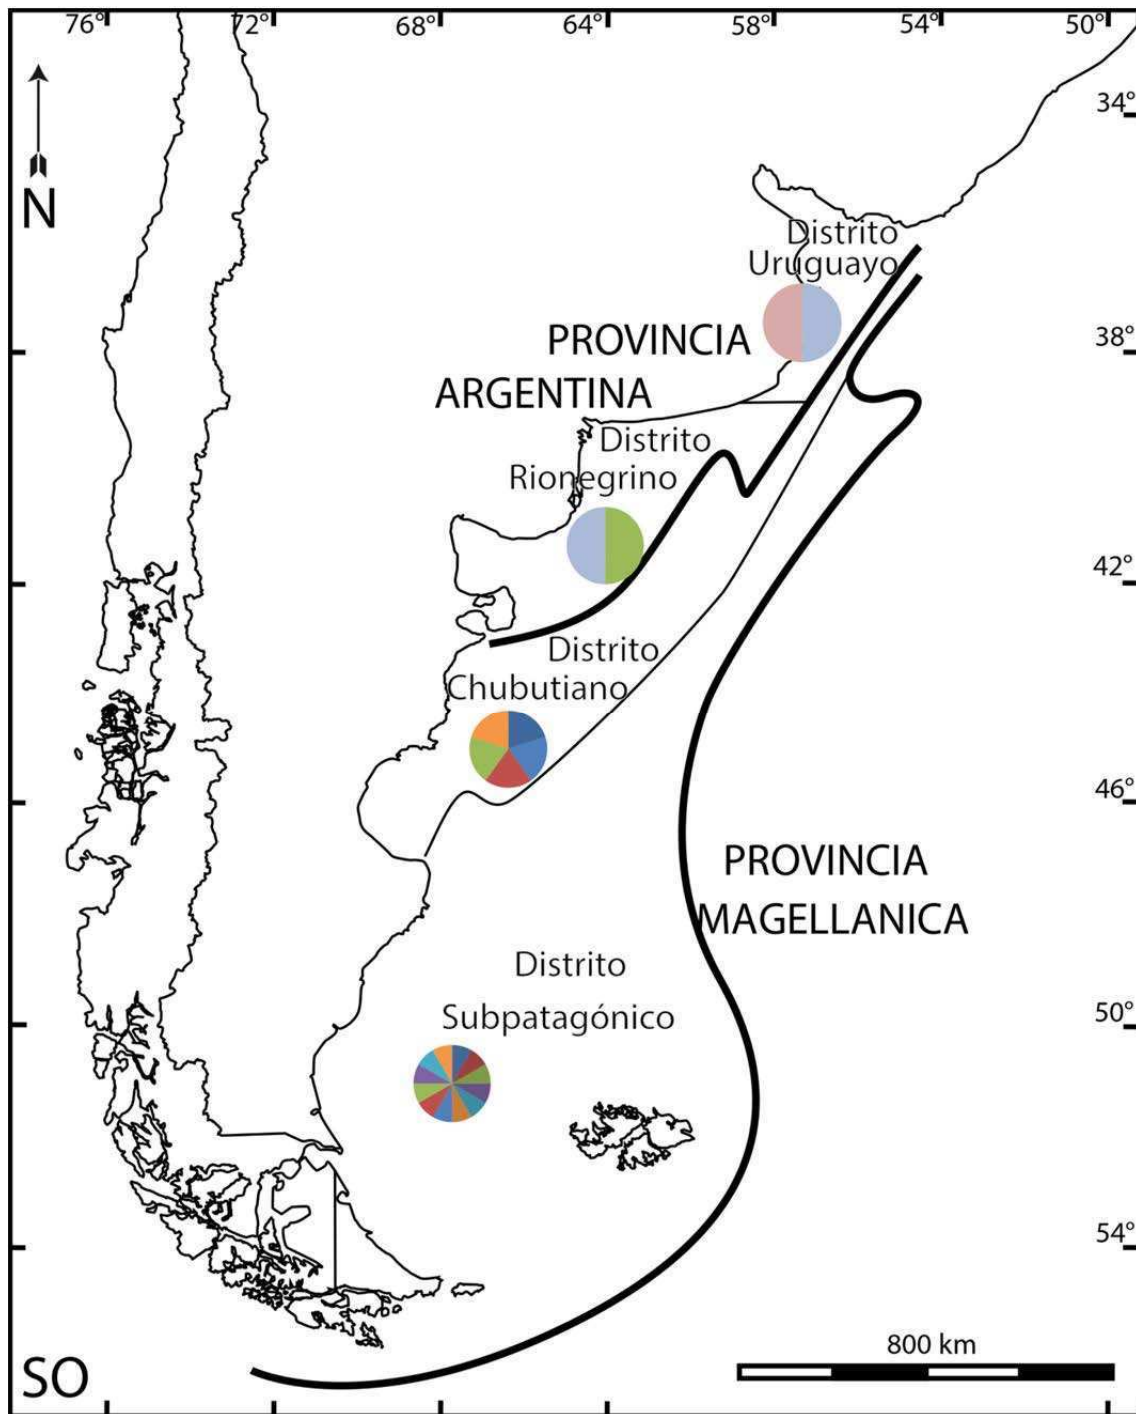 76°
72°
68°
64°
58°
54°
50°
34°
N
Distrito
Uruguayo
PROVINCIA
38°
ARGENTINA
Distrito
Rionegrino
42°
Distrito
Chubutiano
46°
PROVINCIA
MAGELLANICA
Distrito
Subpatagónico
50°
54°
800 km
SO